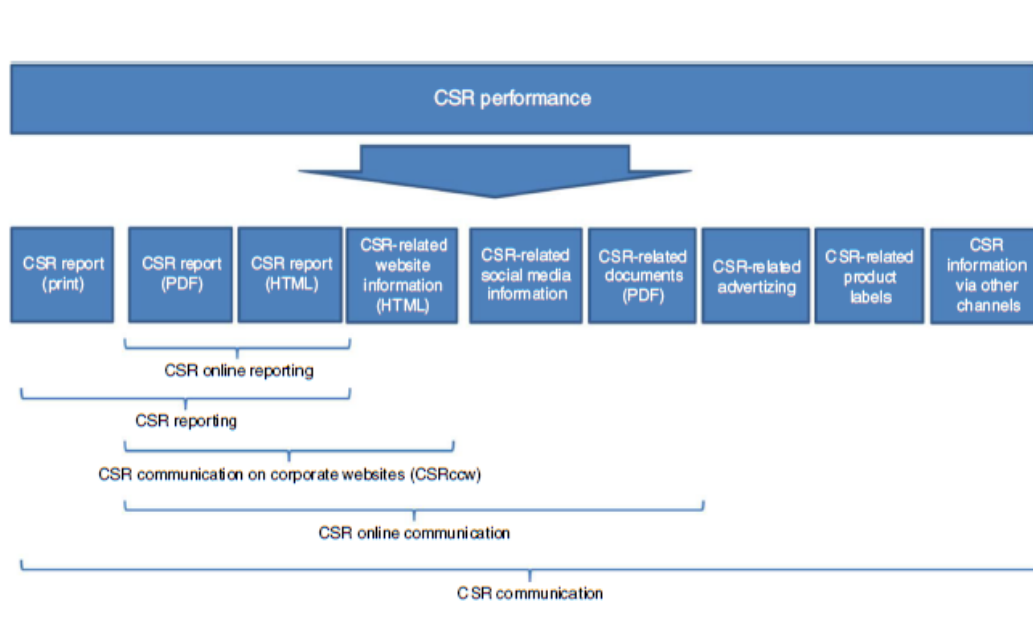 CSR performance
CSR report
(print)
CSR report
(PDF)
CSR report
(HTML)
CSR-related
website
information
(HTML)
CSR-related
social media
information
CSR-related
documents
(PDF)
CSR-related
advertizing
CSR-related
product
labels
CSR
information
via other
channels
CSR online reporting
CSR reporting
CSR communication on corporate websites (CSRccw)
CSR online communication
CSR communication